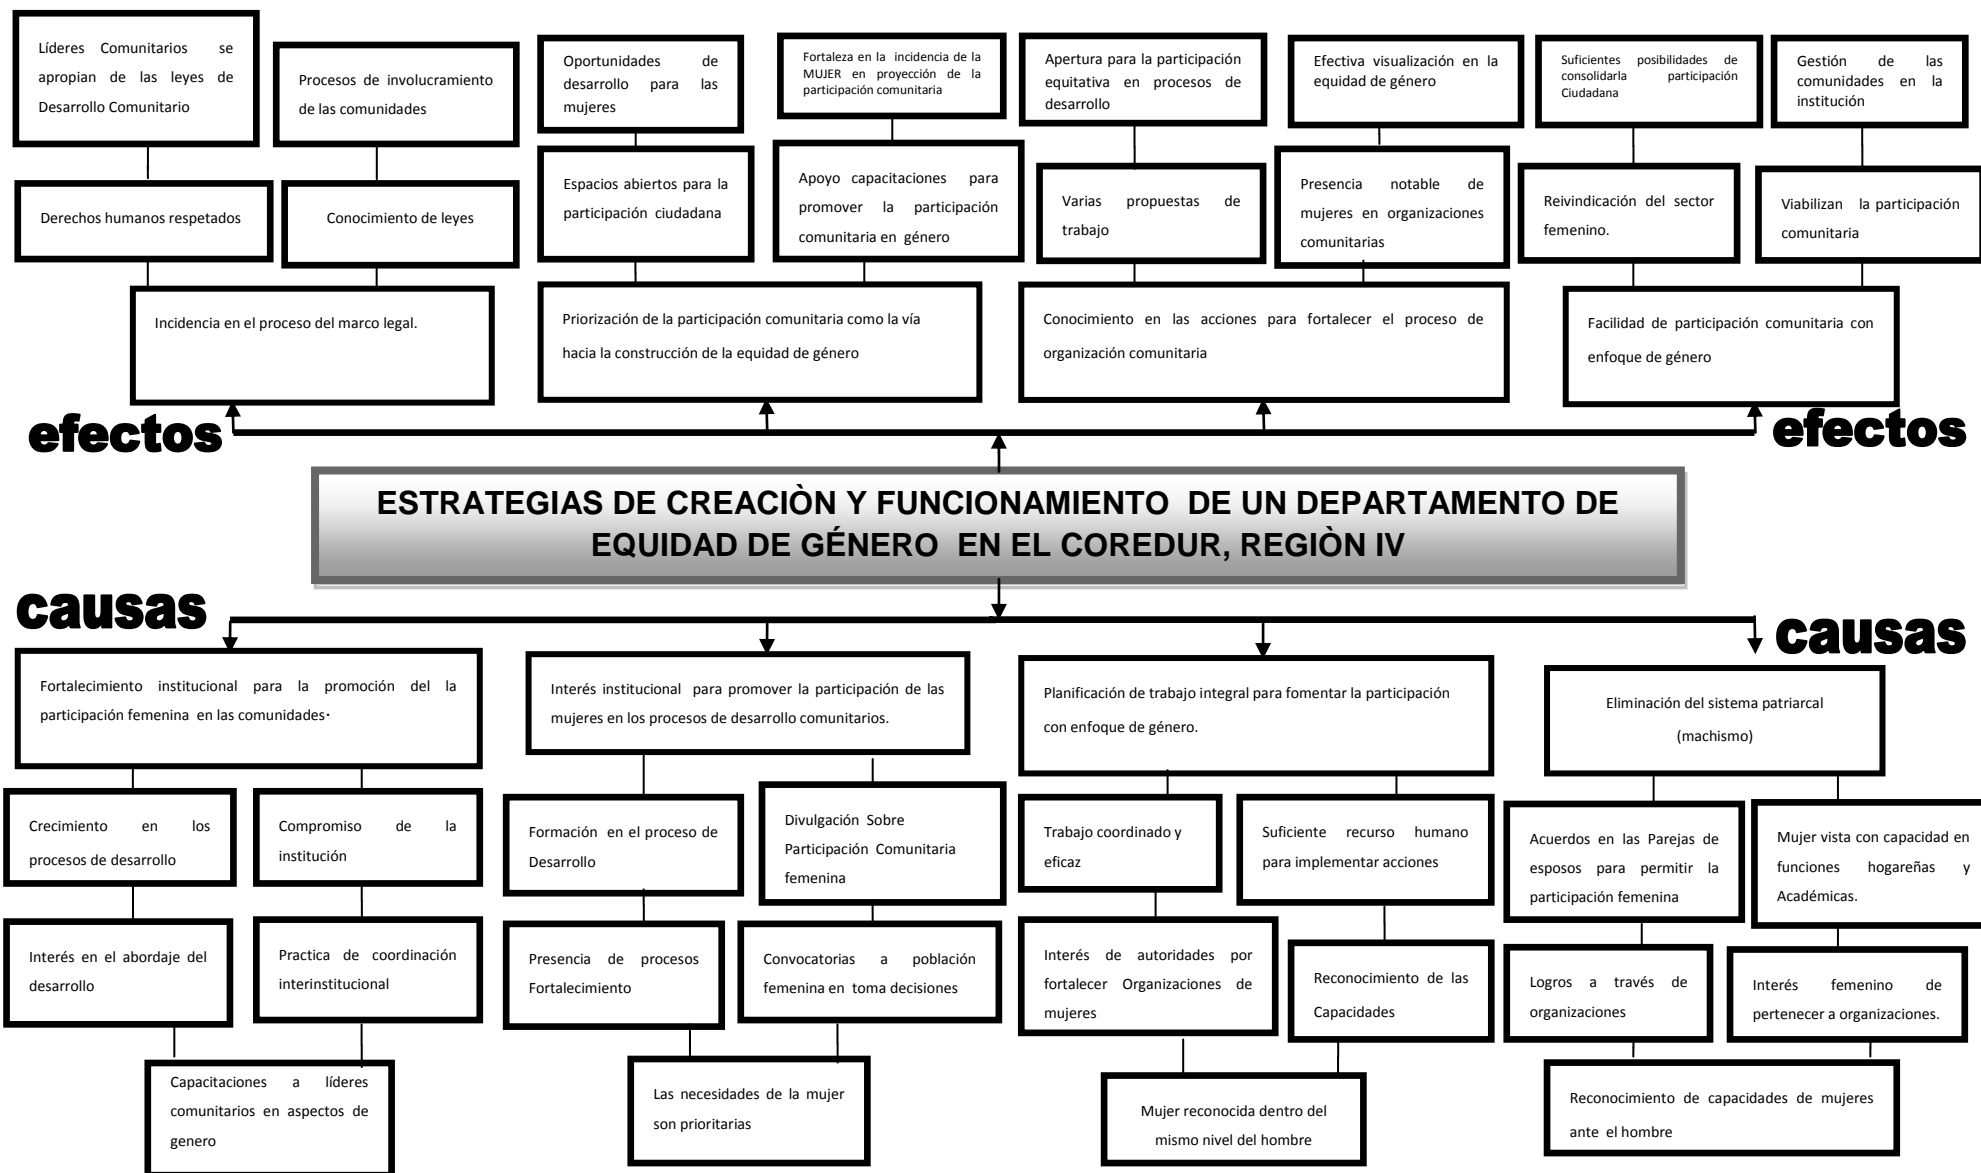 Líderes Comunitarios se
apropian de las leyes de
Desarrollo Comunitario
Procesos de involucramiento
de las comunidades
Oportunidades de
desarrollo para las
mujeres
Fortaleza en la incidencia de la
MUJER en proyección de la
participación comunitaria
Apertura para la participación
equitativa en procesos de
desarrollo
Efectiva visualización en la
equidad de género
Suficientes posibilidades de
consolidarla participación
Ciudadana
Gestión de las
comunidades en la
institución
Derechos humanos respetados
Conocimiento de leyes
Espacios abiertos para la
participación ciudadana
Apoyo capacitaciones para
promover la participación
comunitaria en género
Varias propuestas de
trabajo
Presencia notable de
mujeres en organizaciones
comunitarias
Reivindicación del sector
femenino.
Viabilizan la participación
comunitaria
Incidencia en el proceso del marco legal.
Priorización de la participación comunitaria como la vía
hacia la construcción de la equidad de género
Conocimiento en las acciones para fortalecer el proceso de
organización comunitaria
Facilidad de participación comunitaria con
enfoque de género
efectos
efectos
ESTRATEGIAS DE CREACIÒN Y FUNCIONAMIENTO DE UN DEPARTAMENTO DE
EQUIDAD DE GÉNERO EN EL COREDUR, REGIÒN IV
causas
causas
Fortalecimiento institucional para la promoción del la
participación femenina en las comunidades·
Interés institucional para promover la participación de las
mujeres en los procesos de desarrollo comunitarios.
Planificación de trabajo integral para fomentar la participación
con enfoque de género.
Eliminación del sistema patriarcal
(machismo)
Crecimiento en los
procesos de desarrollo
Compromiso de la
institución
Formación en el proceso de
Desarrollo
Divulgación Sobre
Participación Comunitaria
femenina
Trabajo coordinado y
eficaz
Suficiente recurso humano
para implementar acciones
Acuerdos en las Parejas de
esposos para permitir la
participación femenina
Mujer vista con capacidad en
funciones hogareñas y
Académicas.
Interés en el abordaje del
desarrollo
Practica de coordinación
interinstitucional
Presencia de procesos
Fortalecimiento
Convocatorias a población
femenina en toma decisiones
Interés de autoridades por
fortalecer Organizaciones de
mujeres
Reconocimiento de las
Capacidades
Logros a través de
organizaciones
Interés femenino de
pertenecer a organizaciones.
Capacitaciones a líderes
comunitarios en aspectos de
genero
Las necesidades de la mujer
son prioritarias
Mujer reconocida dentro del
mismo nivel del hombre
Reconocimiento de capacidades de mujeres
ante el hombre